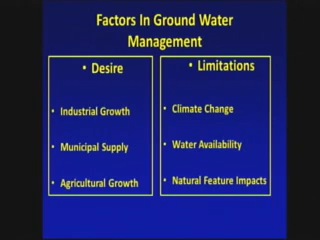 Factors In Ground Water
Management
• Desire
• Industrial Growth
• Municipal Supply
• Agricultural Growth
• Limitations
• Climate Change
• Water Availability
• Natural Feature Impacts